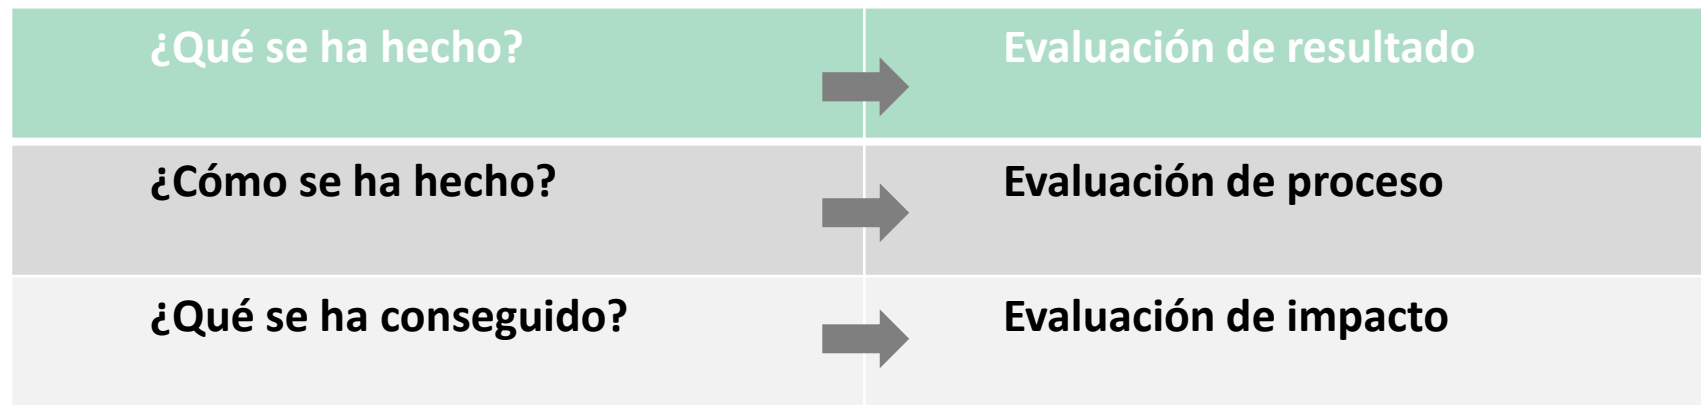 ¿Qué se ha hecho? Evaluación de resultado
¿Cómo se ha hecho? Evaluación de proceso
¿Qué se ha conseguido? Evaluación de impacto